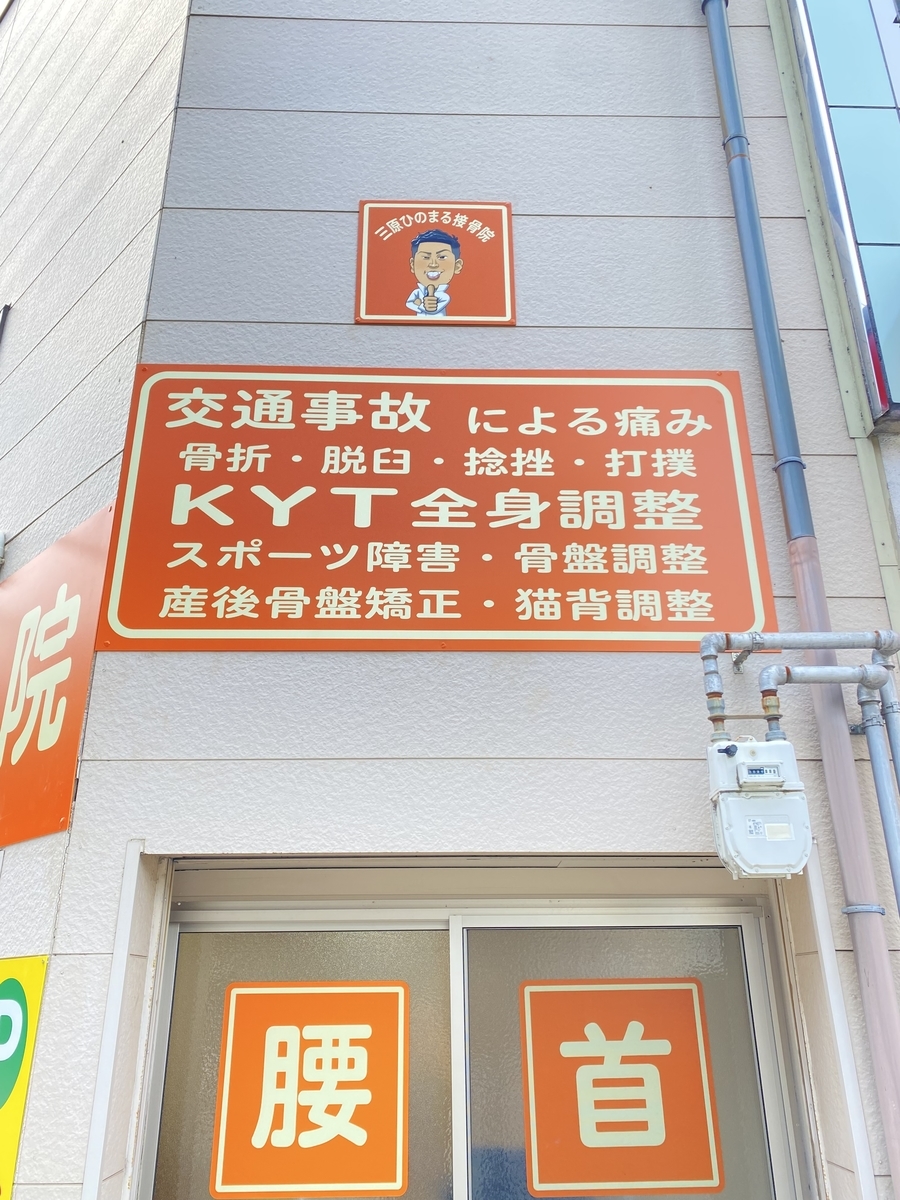 三原ひのまる接骨院
交通事故 による痛み
骨折・脱臼・捻挫・打撲
KYT全身調整
スポーツ障害・骨盤調整
産後骨盤矯正・猫背調整
院
腰
首
P